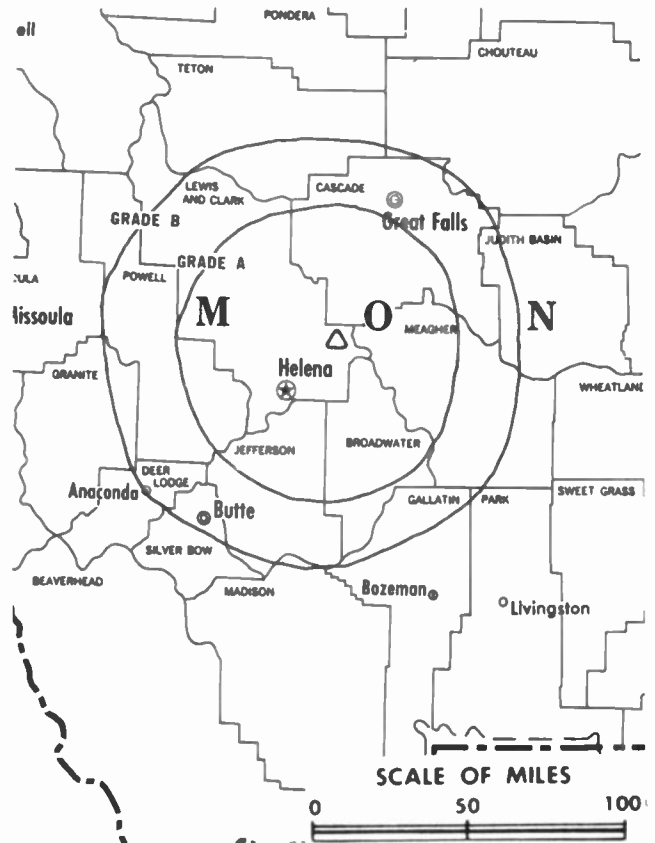 ell
PONDERA
CHOUTEAU
TETON
LEWIS
AND CLARK
CASCADE
GRADE B
Great Falls
JUDITH BASIN
GRADE A
POWELL
M O N
MEAGHER
Helena
GRANITE
WHEATLAND
JEFFERSON
BROADWATER
DEER
LODGE
Anaconda
GALLATIN
PARK
SWEET GRASS
Butte
SILVER BOW
BEAVERHEAD
MADISON
Bozeman
Livingston
SCALE OF MILES
0 50 100